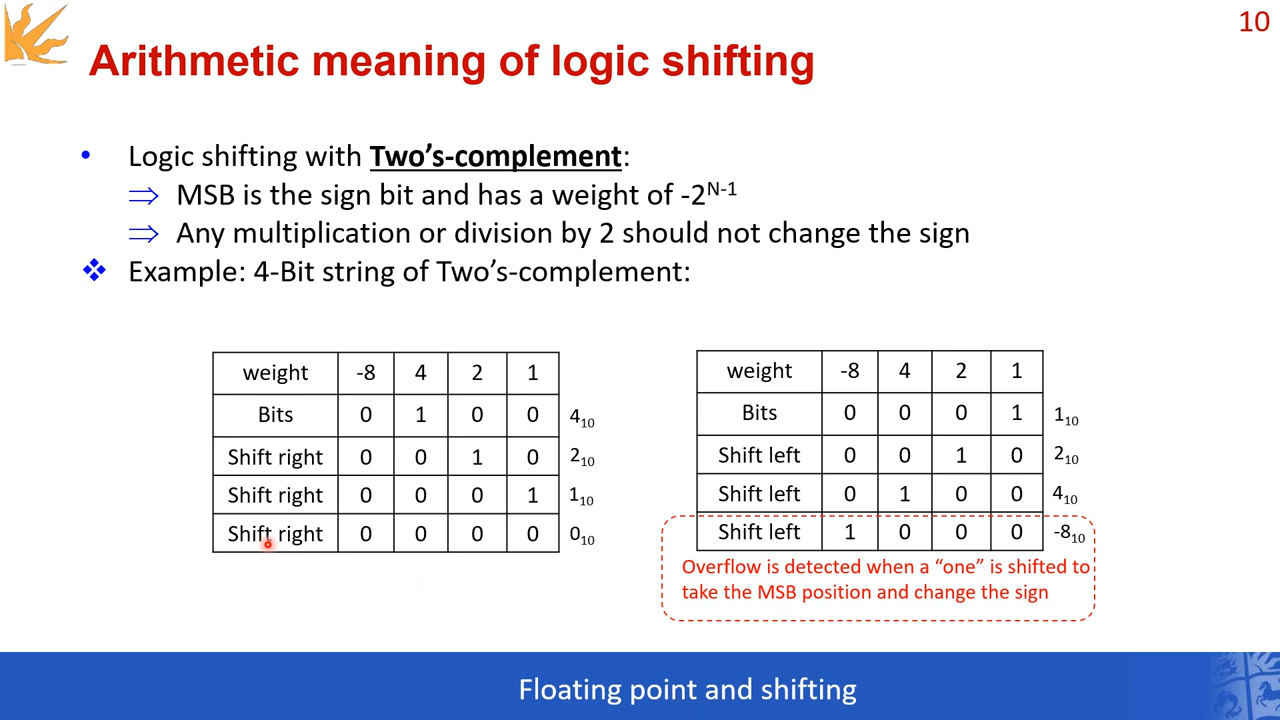 10
Arithmetic meaning of logic shifting
• Logic shifting with Two's-complement:
⇒ MSB is the sign bit and has a weight of -2^N-1
⇒ Any multiplication or division by 2 should not change the sign
❖ Example: 4-Bit string of Two's-complement:
weight -8 4 2 1
Bits 0 1 0 0 4₁₀
Shift right 0 0 1 0 2₁₀
Shift right 0 0 0 1 1₁₀
Shift right 0 0 0 0 0₁₀
weight -8 4 2 1
Bits 0 0 0 1 1₁₀
Shift left 0 0 1 0 2₁₀
Shift left 0 1 0 0 4₁₀
Shift left 1 0 0 0 -8₁₀
Overflow is detected when a “one” is shifted to
take the MSB position and change the sign
Floating point and shifting